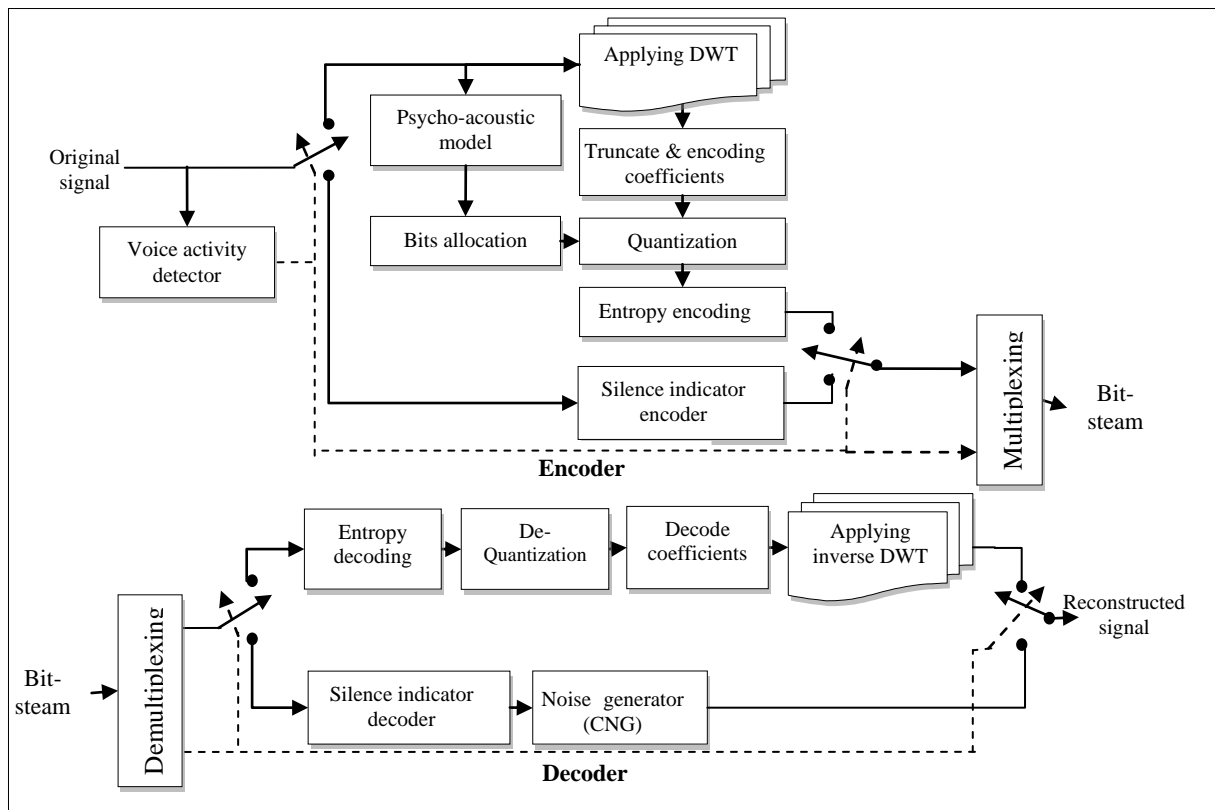 Applying DWT
Psycho-acoustic
model
Original
signal
Truncate & encoding
coefficients
Voice activity
detector
Bits allocation
Quantization
Entropy encoding
Silence indicator
encoder
Multiplexing
Bit-
steam
Encoder
Entropy
decoding
De-
Quantization
Decode
coefficients
Applying
inverse DWT
Reconstructed
signal
Bit-
steam
Demultiplexing
Silence indicator
decoder
Noise generator
(CNG)
Decoder